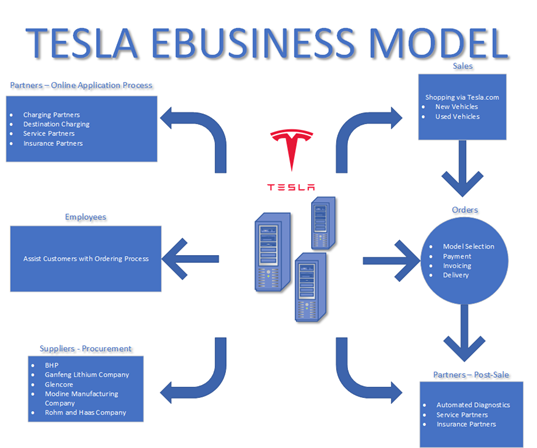 TESLA EBUSINESS MODEL
Partners – Online Application Process
Charging Partners
Destination Charging
Service Partners
Insurance Partners
Employees
Assist Customers with Ordering Process
Suppliers - Procurement
BHP
Ganfeng Lithium Company
Glencore
Modine Manufacturing
Company
Rohm and Haas Company
TESLA
Sales
Shopping via Tesla.com
New Vehicles
Used Vehicles
Orders
Model Selection
Payment
Invoicing
Delivery
Partners – Post-Sale
Automated Diagnostics
Service Partners
Insurance Partners